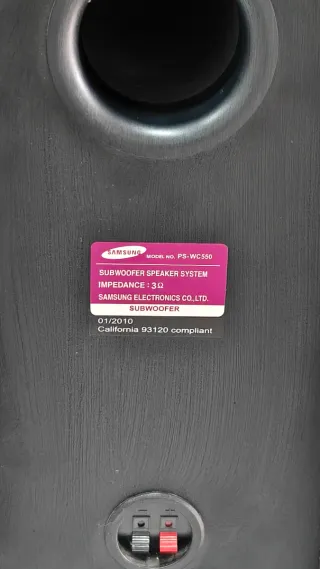 SAMSUNG MODEL NO. PS-WC550
SUBWOOFER SPEAKER SYSTEM
IMPEDANCE : 3Ω
SAMSUNG ELECTRONICS CO.,LTD.
SUBWOOFER
01/2010
California 93120 compliant